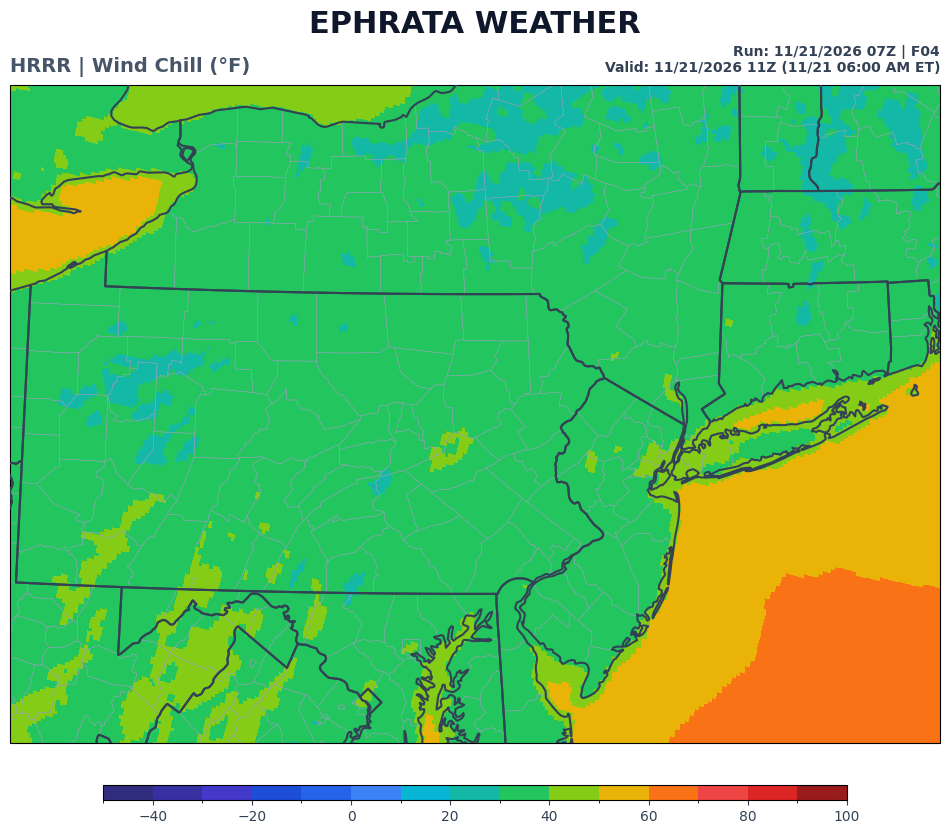 EPHRATA WEATHER
HRRR | Wind Chill (°F)
Run: 11/21/2026 07Z | F04
Valid: 11/21/2026 11Z (11/21 06:00 AM ET)
−40 −20 0 20 40 60 80 100